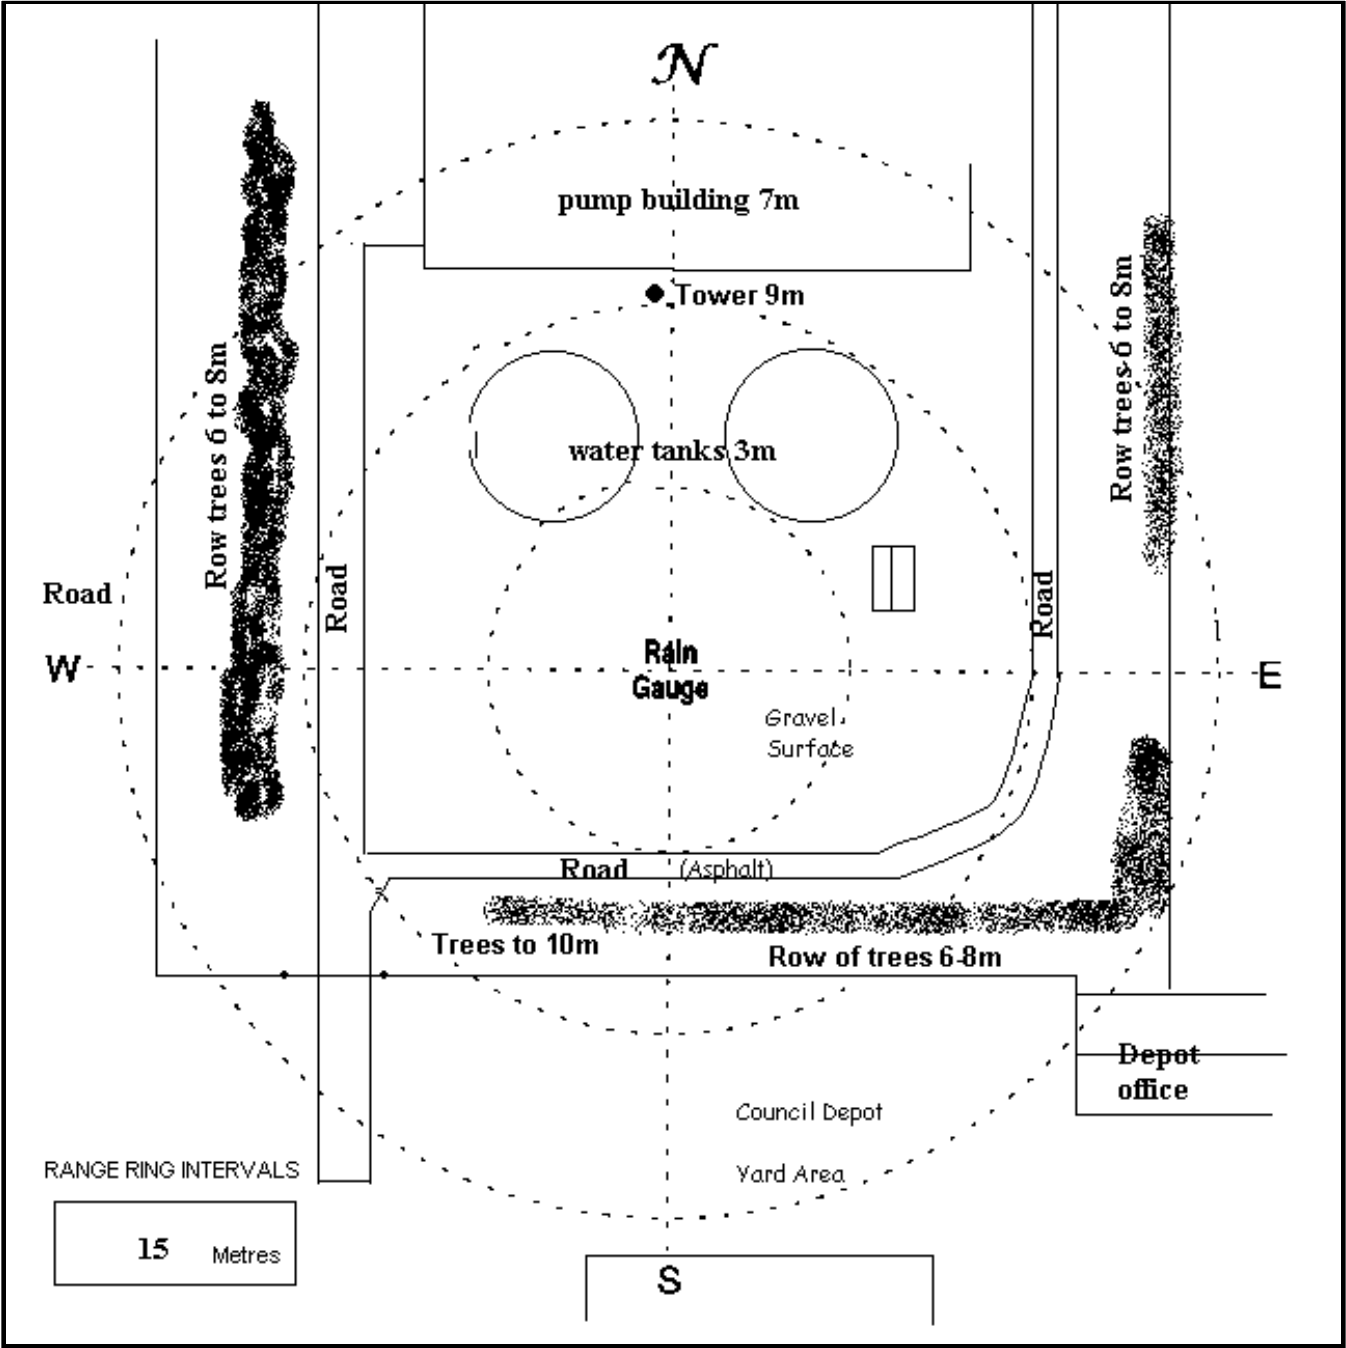 N
pump building 7m
Tower 9m
Row trees 6 to 8m
Row trees 6 to 8m
water tanks 3m
Road
Road
Road
W
Rain
Gauge
E
Gravel
Surface
Road
(Asphalt)
Trees to 10m
Row of trees 6-8m
Depot
office
Council Depot
Yard Area
RANGE RING INTERVALS
15 Metres
S